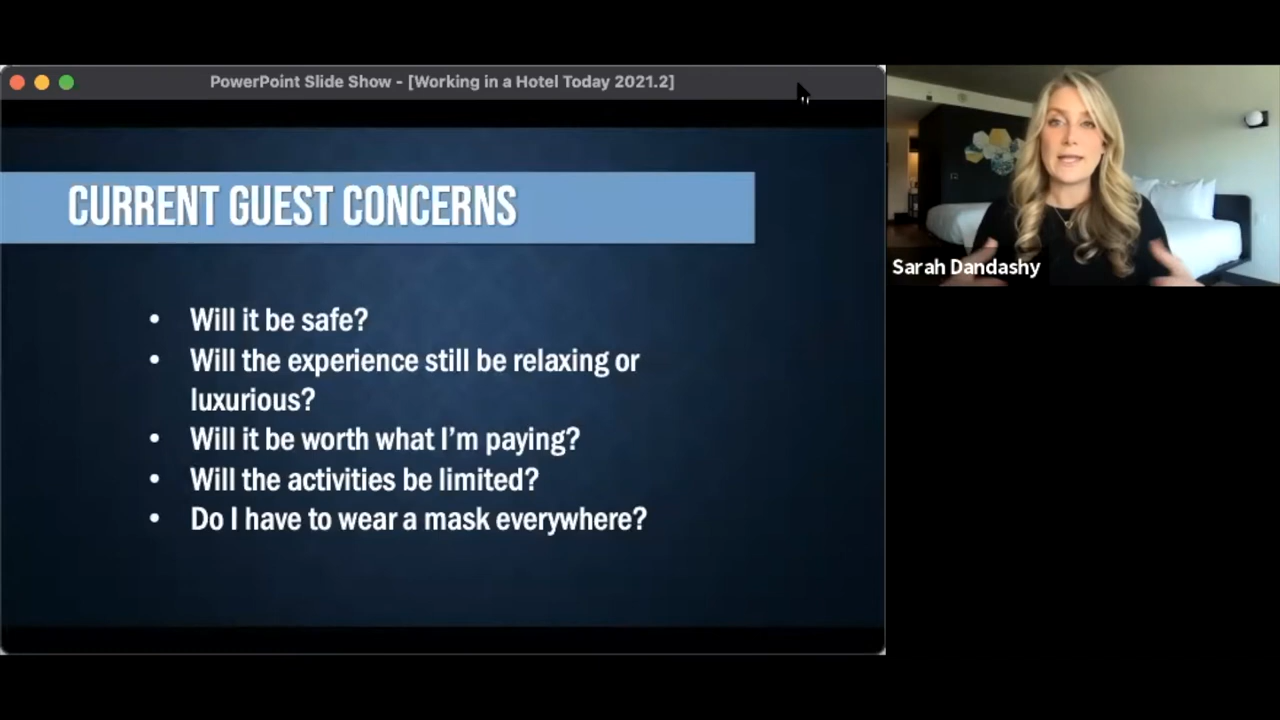 PowerPoint Slide Show - [Working in a Hotel Today 2021.2]
CURRENT GUEST CONCERNS
• Will it be safe?
• Will the experience still be relaxing or
luxurious?
• Will it be worth what I'm paying?
• Will the activities be limited?
• Do I have to wear a mask everywhere?
Sarah Dandashy